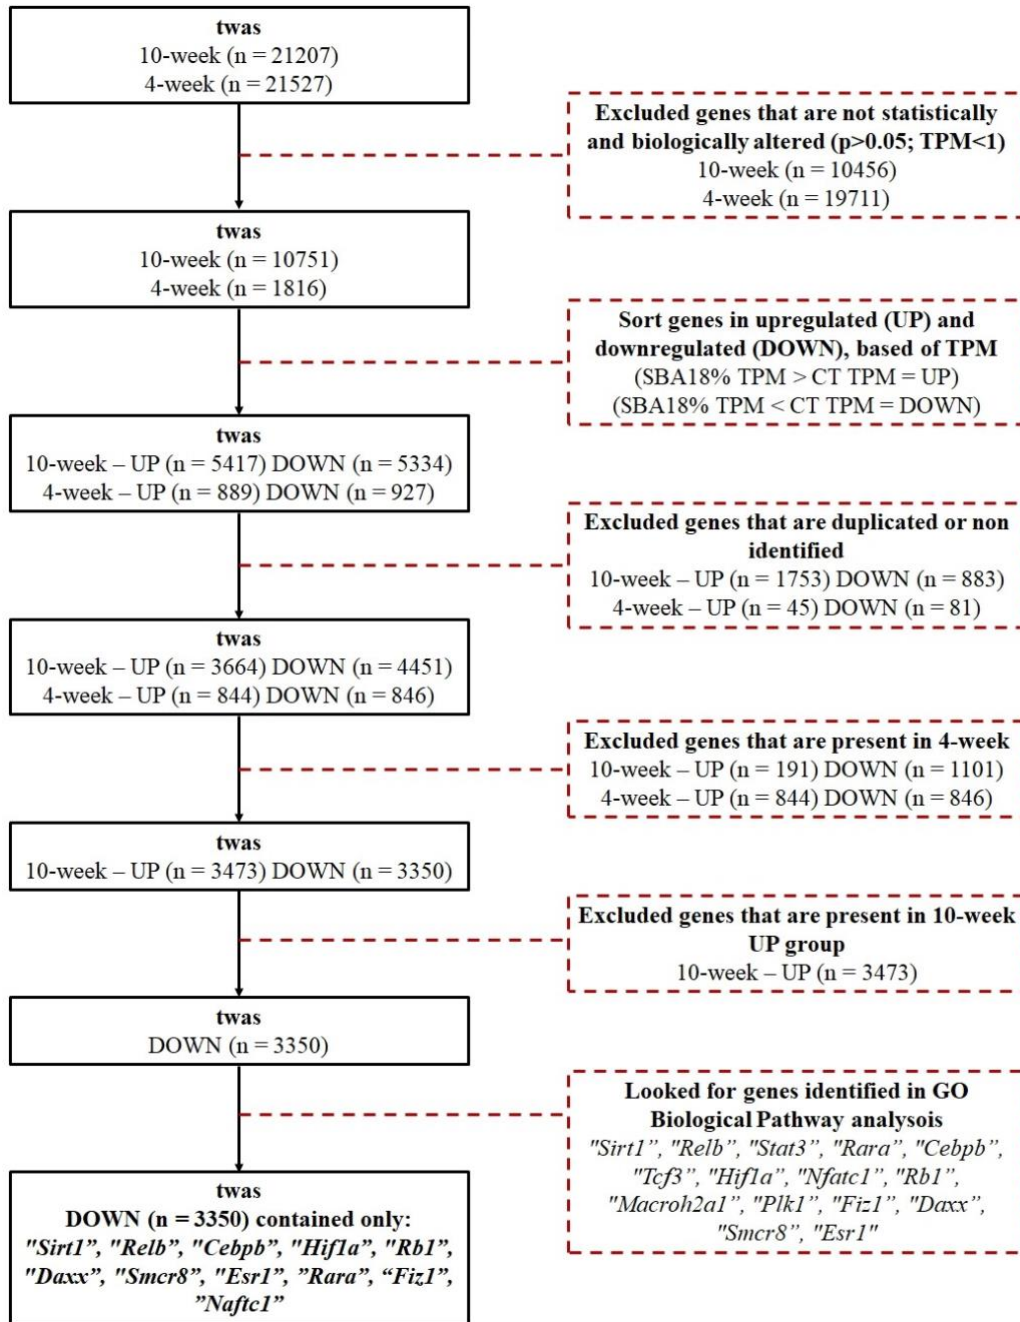 twas
10-week (n = 21207)
4-week (n = 21527)
Excluded genes that are not statistically
and biologically altered (p>0.05; TPM<1)
10-week (n = 10456)
4-week (n = 19711)
twas
10-week (n = 10751)
4-week (n = 1816)
Sort genes in upregulated (UP) and
downregulated (DOWN), based of TPM
(SBA18% TPM > CT TPM = UP)
(SBA18% TPM < CT TPM = DOWN)
twas
10-week – UP (n = 5417) DOWN (n = 5334)
4-week – UP (n = 889) DOWN (n = 927)
Excluded genes that are duplicated or non
identified
10-week – UP (n = 1753) DOWN (n = 883)
4-week – UP (n = 45) DOWN (n = 81)
twas
10-week – UP (n = 3664) DOWN (n = 4451)
4-week – UP (n = 844) DOWN (n = 846)
Excluded genes that are present in 4-week
10-week – UP (n = 191) DOWN (n = 1101)
4-week – UP (n = 844) DOWN (n = 846)
twas
10-week – UP (n = 3473) DOWN (n = 3350)
Excluded genes that are present in 10-week
UP group
10-week – UP (n = 3473)
twas
DOWN (n = 3350)
Looked for genes identified in GO
Biological Pathway analysois
"Sirt1”, "Relb”, "Stat3”, "Rara”, "Cebpb”,
"Tcf3”, "Hif1a”, "Nfatc1”, "Rb1”,
"Macroh2a1”, "Plk1”, "Fiz1”, "Daxx”,
"Smcr8”, "Esr1"
twas
DOWN (n = 3350) contained only:
"Sirt1”, "Relb”, "Cebpb”, "Hif1a”, "Rb1”,
"Daxx”, "Smcr8”, "Esr1”, ”Rara”, “Fiz1”,
”Naftc1”